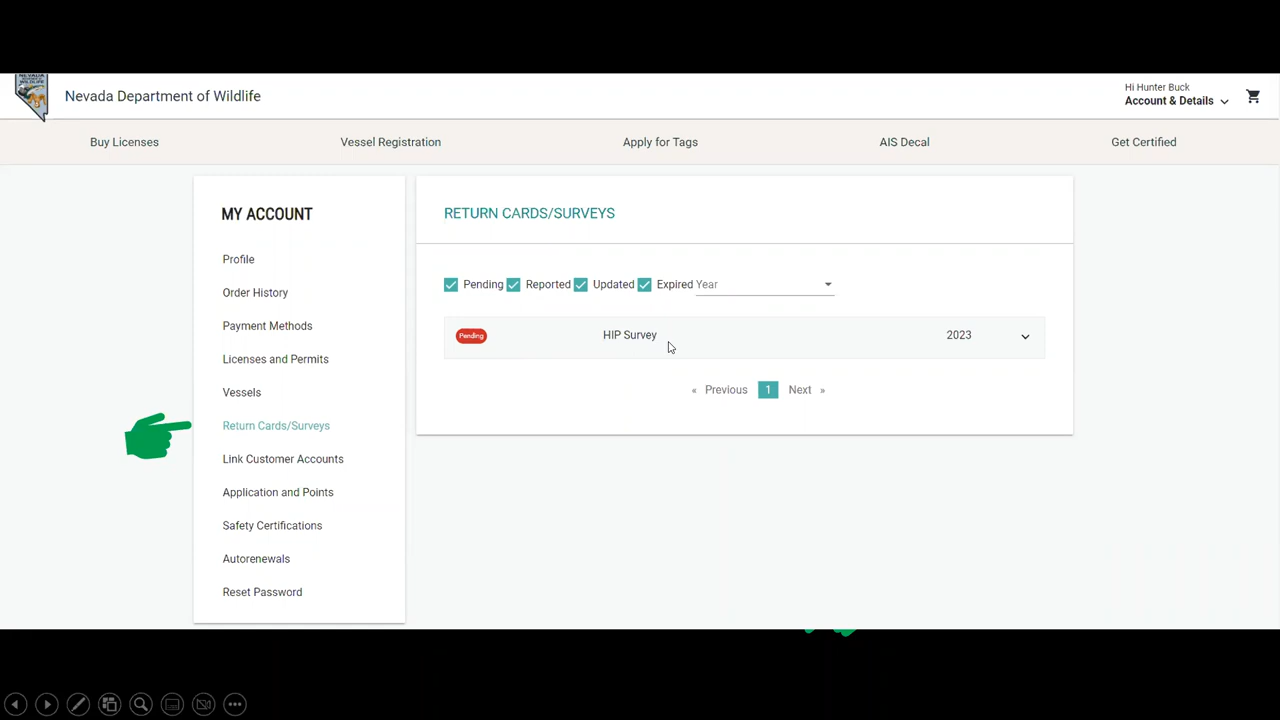 NEVADA
WILDLIFE
Nevada Department of Wildlife
Hi Hunter Buck
Account & Details
Buy Licenses
Vessel Registration
Apply for Tags
AIS Decal
Get Certified
MY ACCOUNT
Profile
Order History
Payment Methods
Licenses and Permits
Vessels
Return Cards/Surveys
Link Customer Accounts
Application and Points
Safety Certifications
Autorenewals
Reset Password
RETURN CARDS/SURVEYS
Pending Reported Updated Expired Year
Pending HIP Survey 2023
« Previous 1 Next »